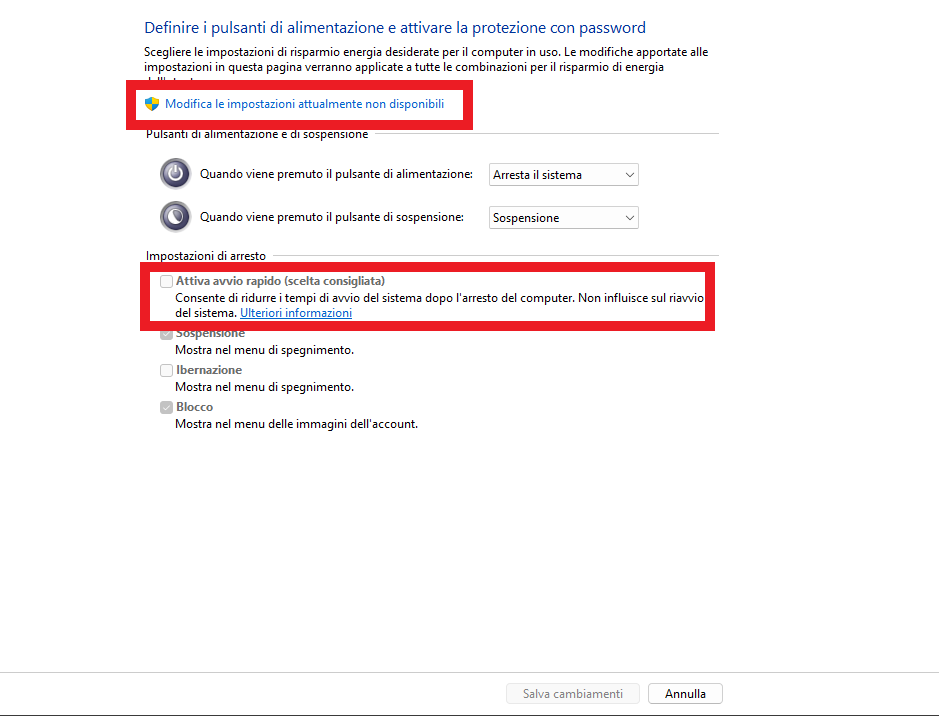 Definire i pulsanti di alimentazione e attivare la protezione con password
Scegliere le impostazioni di risparmio energia desiderate per il computer in uso. Le modifiche apportate alle
impostazioni in questa pagina verranno applicate a tutte le combinazioni per il risparmio di energia
Modifica le impostazioni attualmente non disponibili
Pulsanti di alimentazione e di sospensione
Quando viene premuto il pulsante di alimentazione: Arresta il sistema
Quando viene premuto il pulsante di sospensione: Sospensione
Impostazioni di arresto
Attiva avvio rapido (scelta consigliata)
Consente di ridurre i tempi di avvio del sistema dopo l'arresto del computer. Non influisce sul riavvio
del sistema. Ulteriori informazioni
Sospensione
Mostra nel menu di spegnimento.
Ibernazione
Mostra nel menu di spegnimento.
Blocco
Mostra nel menu delle immagini dell'account.
Salva cambiamenti Annulla